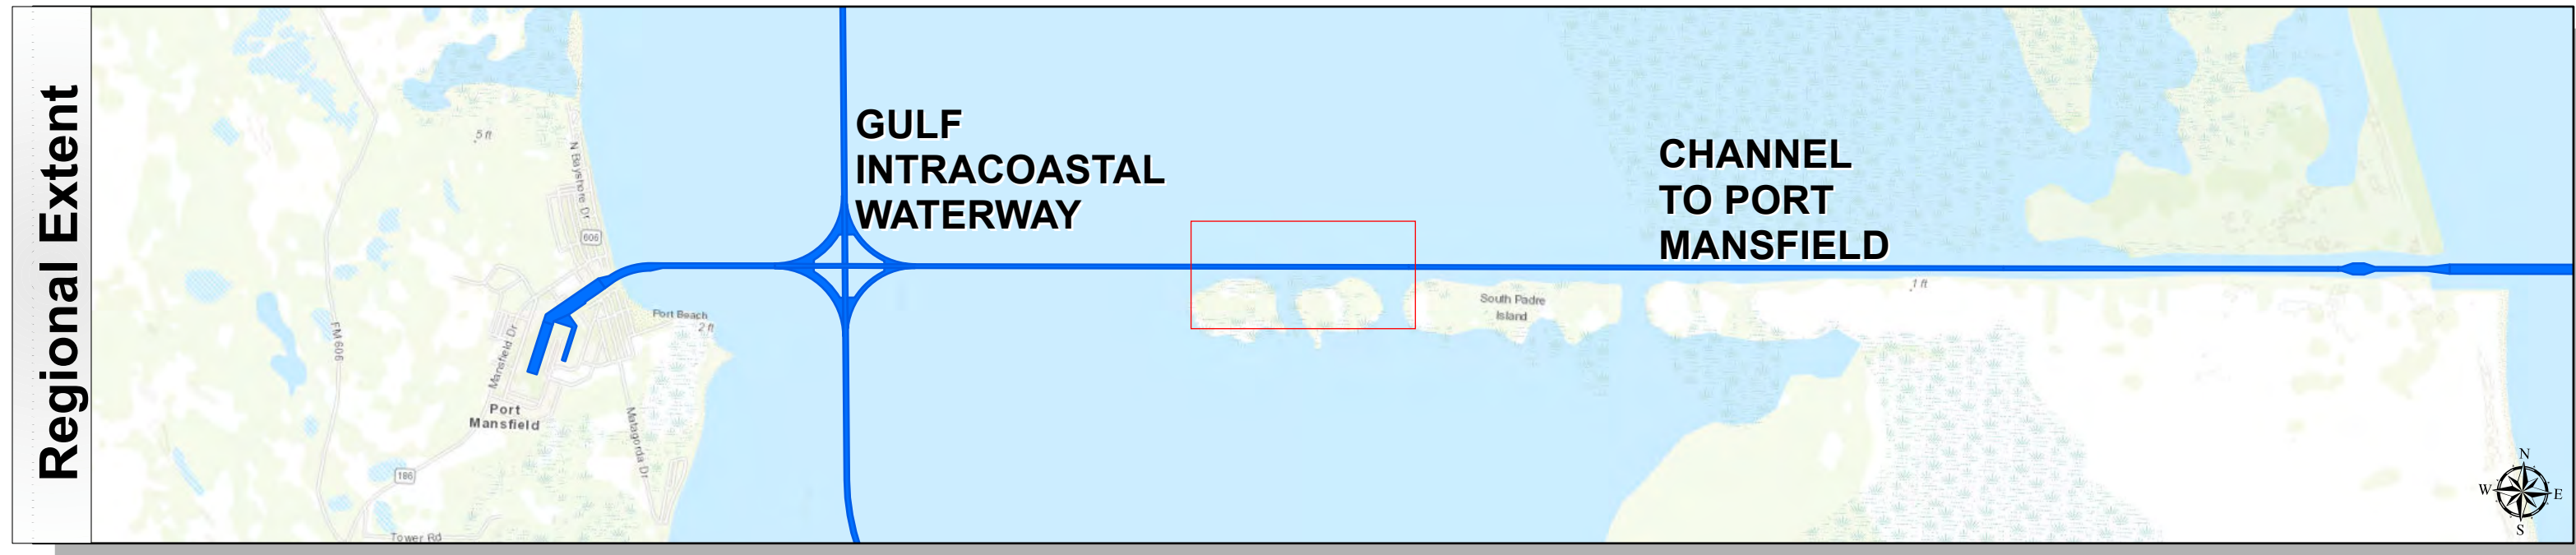 Regional Extent
5 ft
N Bayshore Dr
606
FM 606
Mansfield Dr
Port Beach
2 ft
Port
Mansfield
Matagorda Dr
186
Tower Rd
GULF
INTRACOASTAL
WATERWAY
South Padre
Island
CHANNEL
TO PORT
MANSFIELD
1 ft
N
W
E
S